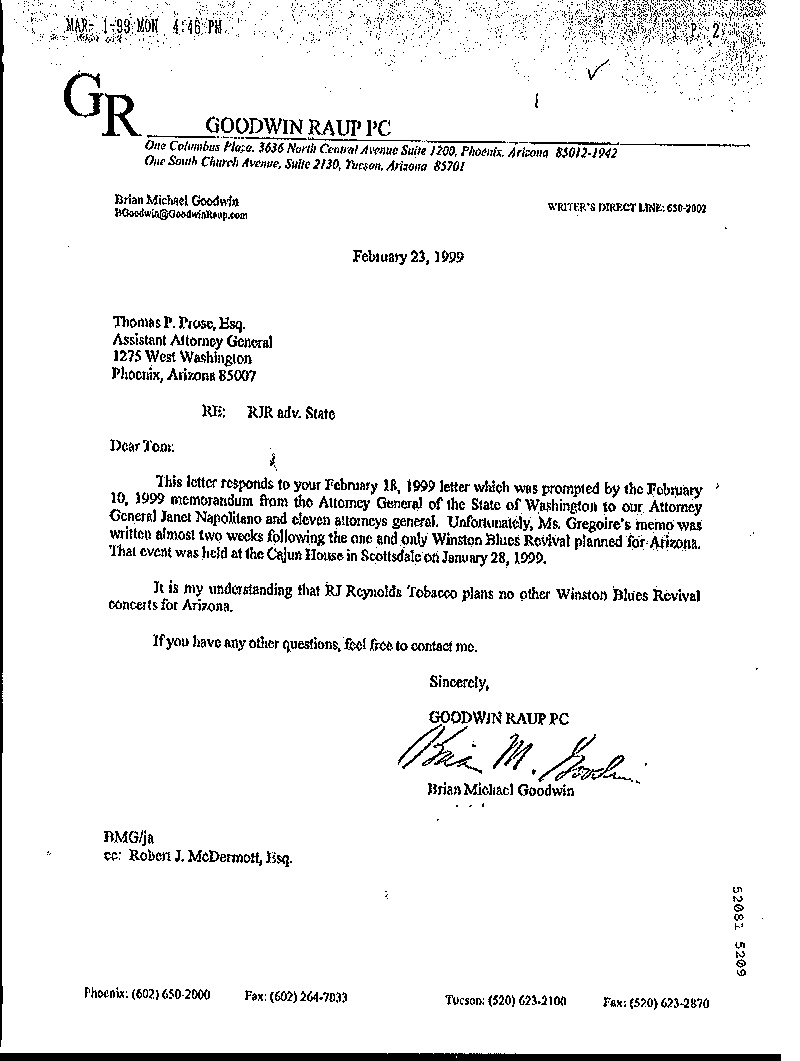 MAR- 1-99 MON 4:46 PM P. 2
GR
GOODWIN RAUP PC
One Columbus Plaza, 3636 North Central Avenue Suite 1200, Phoenix, Arizona 85012-1942
One South Church Avenue, Suite 2130, Tucson, Arizona 85701
Brian Michael Goodwin
BGoodwin@GoodwinRaup.com
WRITER'S DIRECT LINE: 650-2002
February 23, 1999
Thomas P. Prose, Esq.
Assistant Attorney General
1275 West Washington
Phoenix, Arizona 85007
RE: RJR adv. State
Dear Tom:
This letter responds to your February 18, 1999 letter which was prompted by the February
10, 1999 memorandum from the Attorney General of the State of Washington to our Attorney
General Janet Napolitano and eleven attorneys general. Unfortunately, Ms. Gregoire's memo was
written almost two weeks following the one and only Winston Blues Revival planned for Arizona.
That event was held at the Cajun House in Scottsdale on January 28, 1999.
It is my understanding that RJ Reynolds Tobacco plans no other Winston Blues Revival
concerts for Arizona.
If you have any other questions, feel free to contact me.
Sincerely,
GOODWIN RAUP PC
Brian M. Goodwin
Brian Michael Goodwin
BMG/ja
cc: Robert J. McDermott, Esq.
52081 5209
Phoenix: (602) 650-2000 Fax: (602) 264-7033 Tucson: (520) 623-2100 Fax: (520) 623-2870